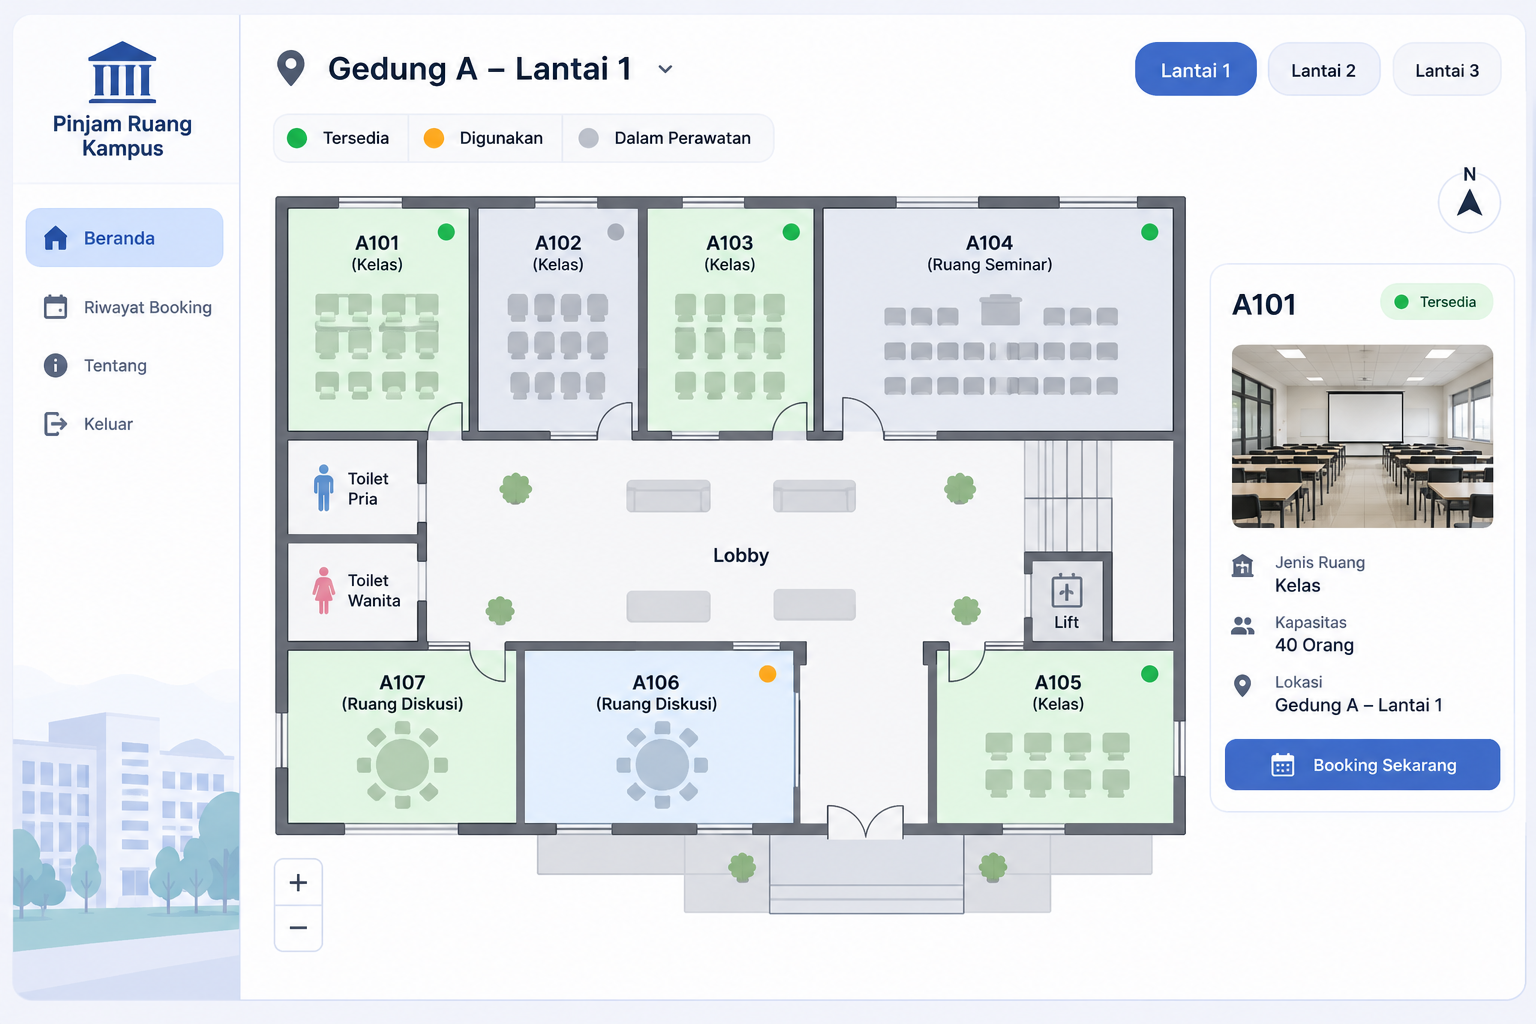 Pinjam Ruang
Kampus
Beranda
Riwayat Booking
Tentang
Keluar
Gedung A – Lantai 1
Lantai 1
Lantai 2
Lantai 3
Tersedia
Digunakan
Dalam Perawatan
N
A101
(Kelas)
A102
(Kelas)
A103
(Kelas)
A104
(Ruang Seminar)
Toilet
Pria
Toilet
Wanita
Lobby
Lift
A107
(Ruang Diskusi)
A106
(Ruang Diskusi)
A105
(Kelas)
+
−
A101
Tersedia
Jenis Ruang
Kelas
Kapasitas
40 Orang
Lokasi
Gedung A – Lantai 1
Booking Sekarang